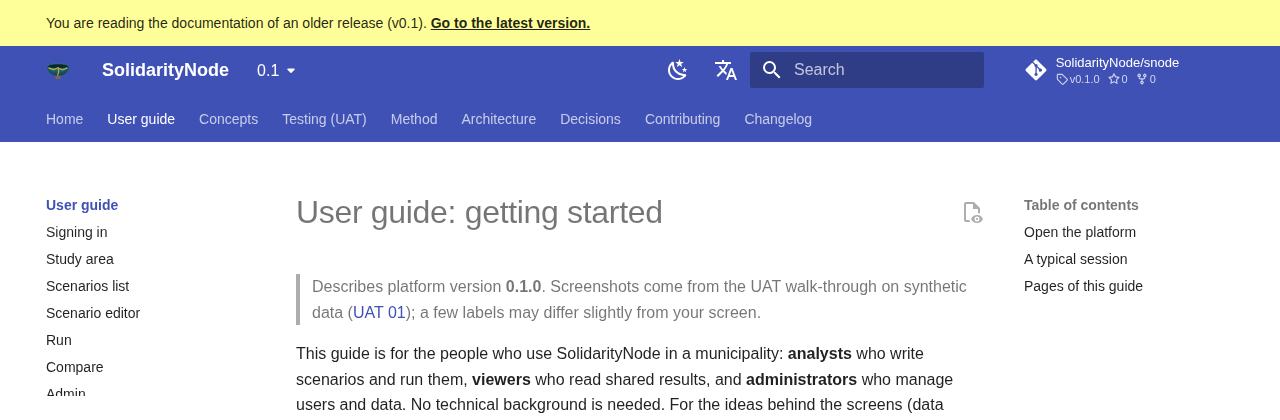 You are reading the documentation of an older release (v0.1). Go to the latest version.
SolidarityNode 0.1 Search SolidarityNode/snode
v0.1.0 0 0
Home User guide Concepts Testing (UAT) Method Architecture Decisions Contributing Changelog
User guide
Signing in
Study area
Scenarios list
Scenario editor
Run
Compare
Admin
User guide: getting started
Describes platform version 0.1.0. Screenshots come from the UAT walk-through on synthetic
data (UAT 01); a few labels may differ slightly from your screen.
This guide is for the people who use SolidarityNode in a municipality: analysts who write
scenarios and run them, viewers who read shared results, and administrators who manage
users and data. No technical background is needed. For the ideas behind the screens (data
Table of contents
Open the platform
A typical session
Pages of this guide